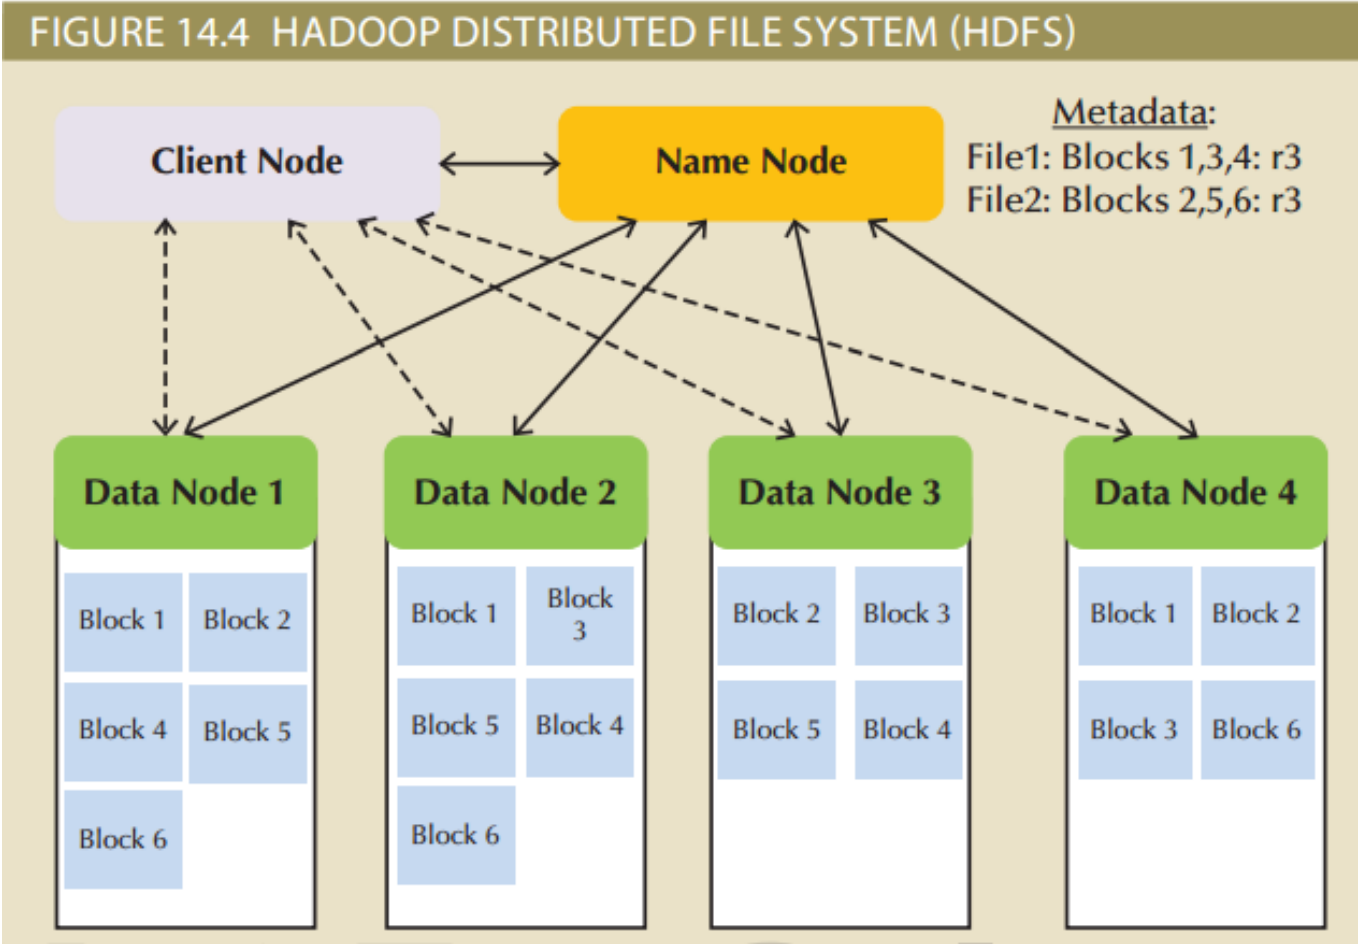 FIGURE 14.4 HADOOP DISTRIBUTED FILE SYSTEM (HDFS)
Client Node
Name Node
Metadata:
File1: Blocks 1,3,4: r3
File2: Blocks 2,5,6: r3
Data Node 1
Data Node 2
Data Node 3
Data Node 4
Block 1
Block 2
Block 4
Block 5
Block 6
Block 1
Block
3
Block 5
Block 4
Block 6
Block 2
Block 3
Block 5
Block 4
Block 1
Block 2
Block 3
Block 6